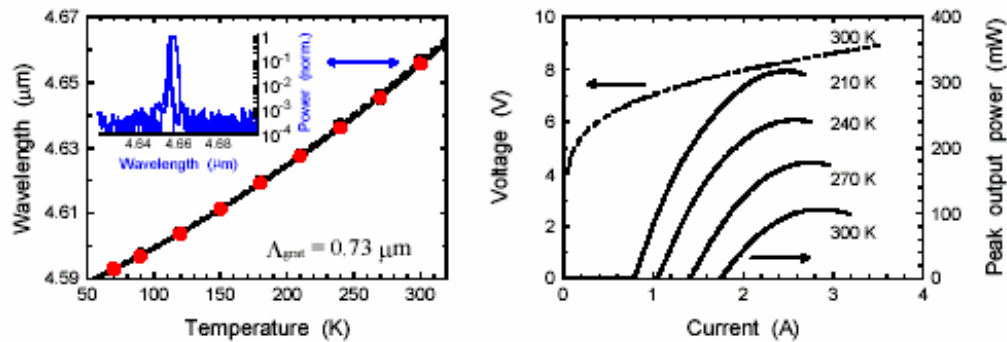 4.67
4.65
4.63
4.61
4.59
Wavelength (μm)
50 100 150 200 250 300
Temperature (K)
1
10⁻¹
10⁻²
10⁻³
10⁻⁴
Power (norm.)
4.64 4.66 4.68
Wavelength (μm)
Λgrat = 0.73 μm
10
8
6
4
2
0
Voltage (V)
0 1 2 3 4
Current (A)
400
300
200
100
0
Peak output power (mW)
300 K
210 K
240 K
270 K
300 K